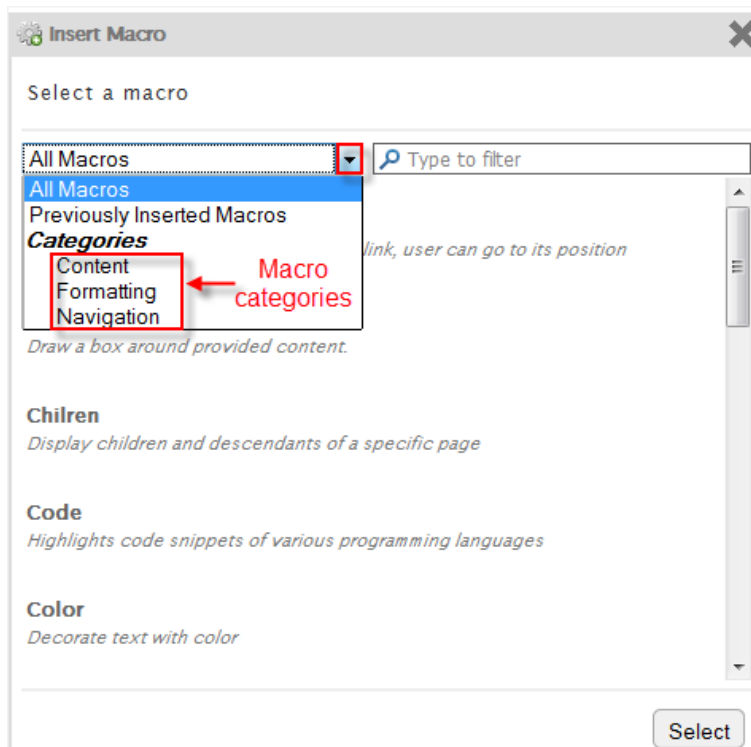 Insert Macro
Select a macro
All Macros
Type to filter
All Macros
Previously Inserted Macros
Categories
link, user can go to its position
Content
Macro
Formatting
categories
Navigation
Draw a box around provided content.
Chilren
Display children and descendants of a specific page
Code
Highlights code snippets of various programming languages
Color
Decorate text with color
Select